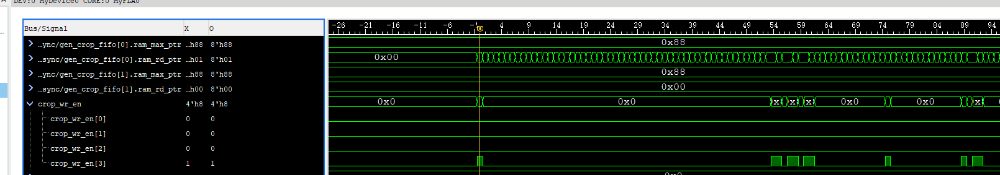 DEV:0 MyDevice0 CORE:0 MyFLA0
Bus/Signal X O -26 -21 -16 -11 -6 -1 0 4 9 14 19 24 29 34 39 44 49 54 59 64 69 74 79 84 89 94
...ync/gen_crop_fifo[0].ram_max_ptr ...h88 8'h88 0x88
...sync/gen_crop_fifo[0].ram_rd_ptr ...h01 8'h01 0x00
...ync/gen_crop_fifo[1].ram_max_ptr ...h88 8'h88 0x88
...sync/gen_crop_fifo[1].ram_rd_ptr ...h00 8'h00 0x00
crop_wr_en 4'h8 4'h8 0x0 0x0 x x x 0x0 0x0 x
crop_wr_en[0] 0 0
crop_wr_en[1] 0 0
crop_wr_en[2] 0 0
crop_wr_en[3] 1 1